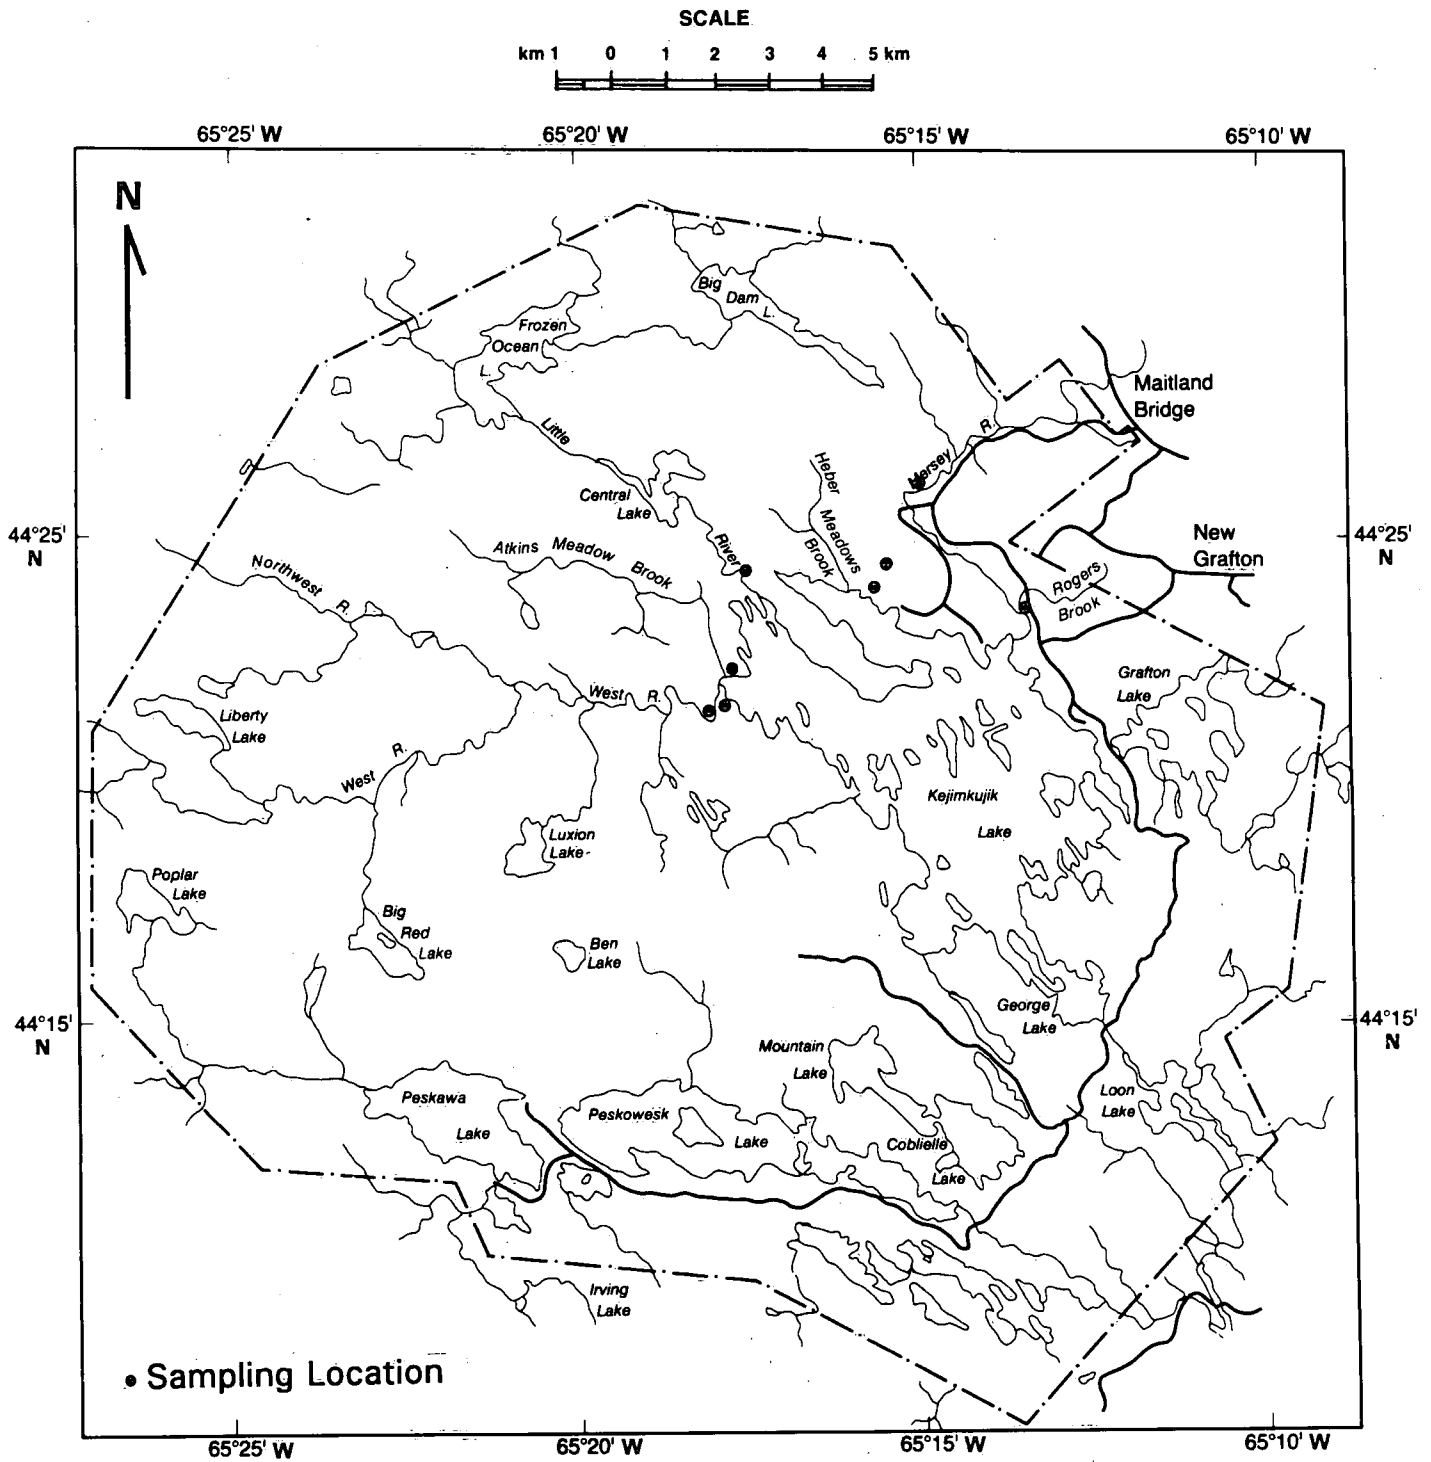 SCALE
km 1 0 1 2 3 4 5 km
65°25' W 65°20' W 65°15' W 65°10' W
N
Big
Dam
L.
Frozen
Ocean
L.
Maitland
Bridge
Little
Mersey R.
Heber
Meadows
Brook
Central
Lake
River
44°25'
N
44°25'
N
New
Grafton
Atkins Meadow Brook
Northwest R.
Rogers
Brook
Grafton
Lake
West R.
Liberty
Lake
West R.
Kejimkujik
Lake
Luxion
Lake
Poplar
Lake
Big
Red
Lake
Ben
Lake
George
Lake
44°15'
N
44°15'
N
Mountain
Lake
Loon
Lake
Peskawa
Lake
Peskowesk
Lake
Coblielle
Lake
Irving
Lake
Sampling Location
65°25' W 65°20' W 65°15' W 65°10' W